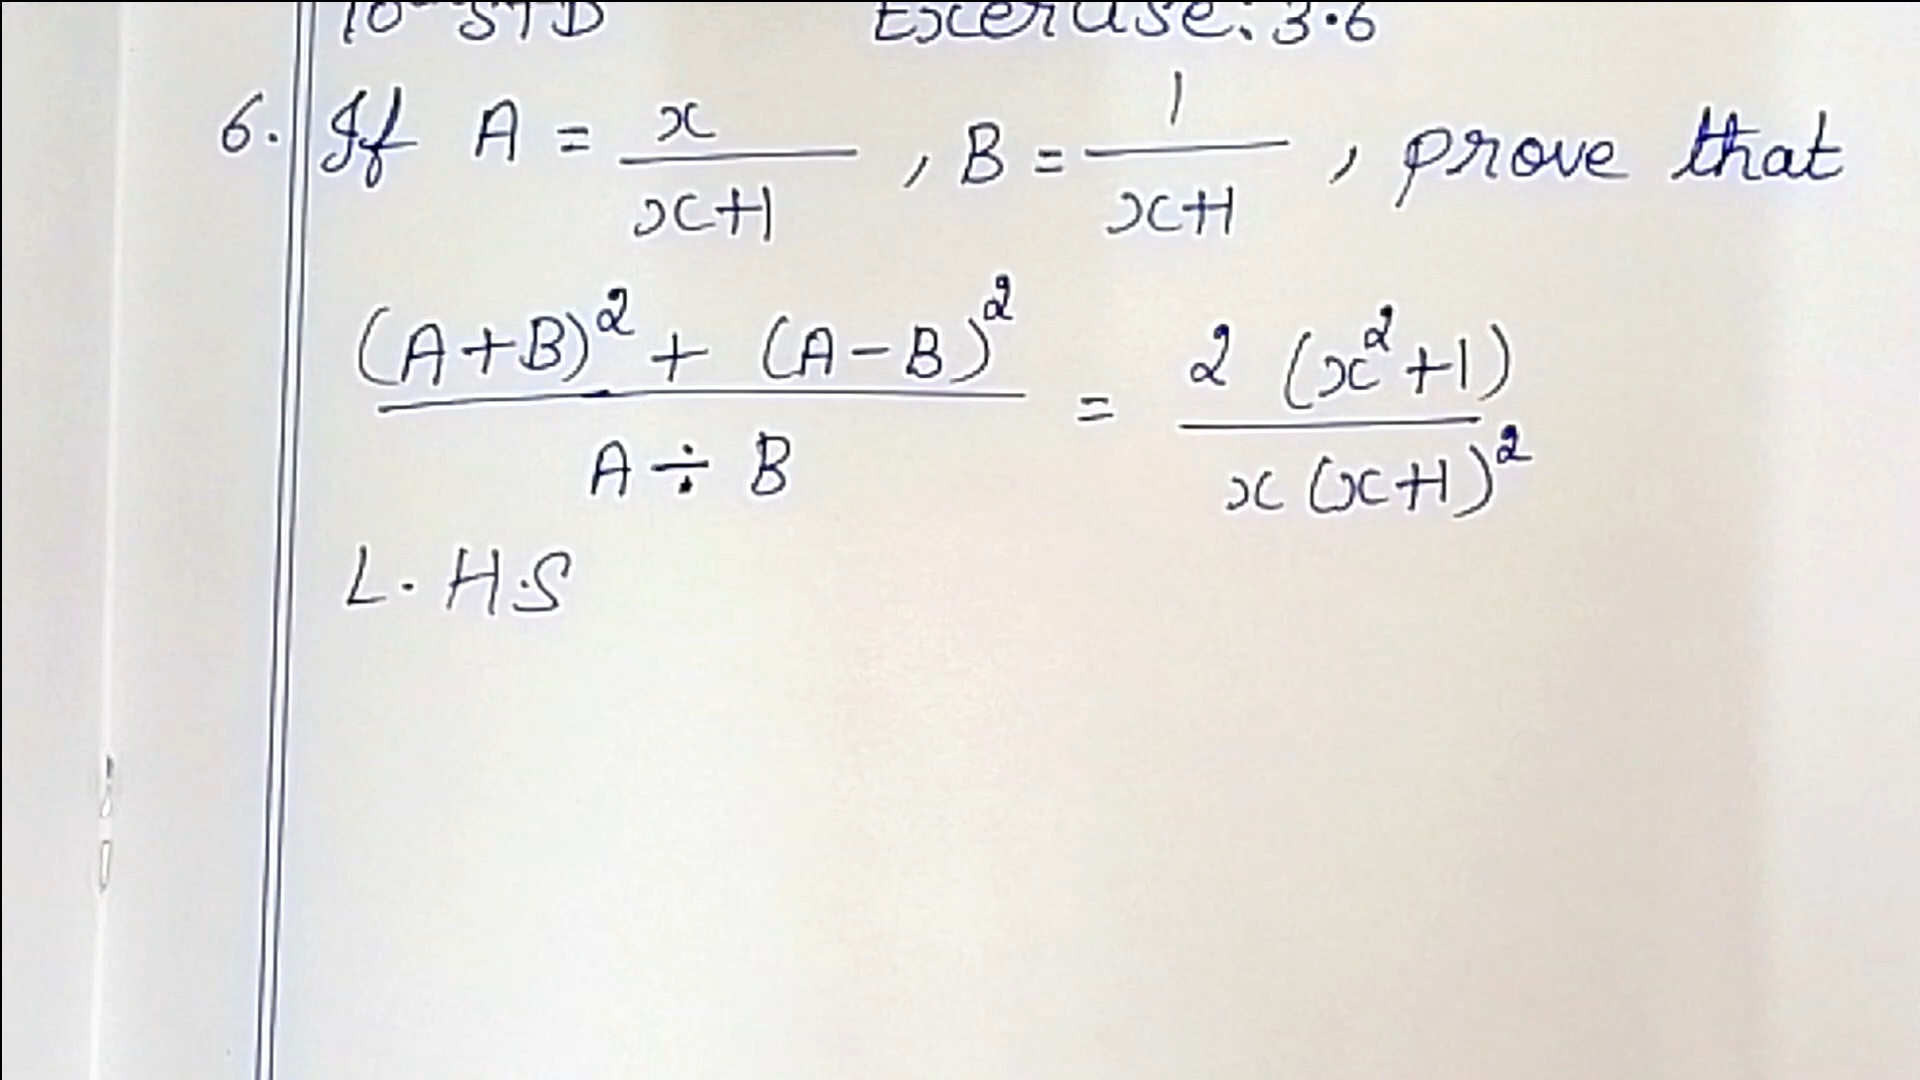 10th STD Exercise: 3.6
6. If A = x/(x+1) , B = 1/(x+1) , prove that
((A+B)² + (A-B)²)/(A÷B) = 2 (x²+1)/(x (x+1)²)
L.H.S